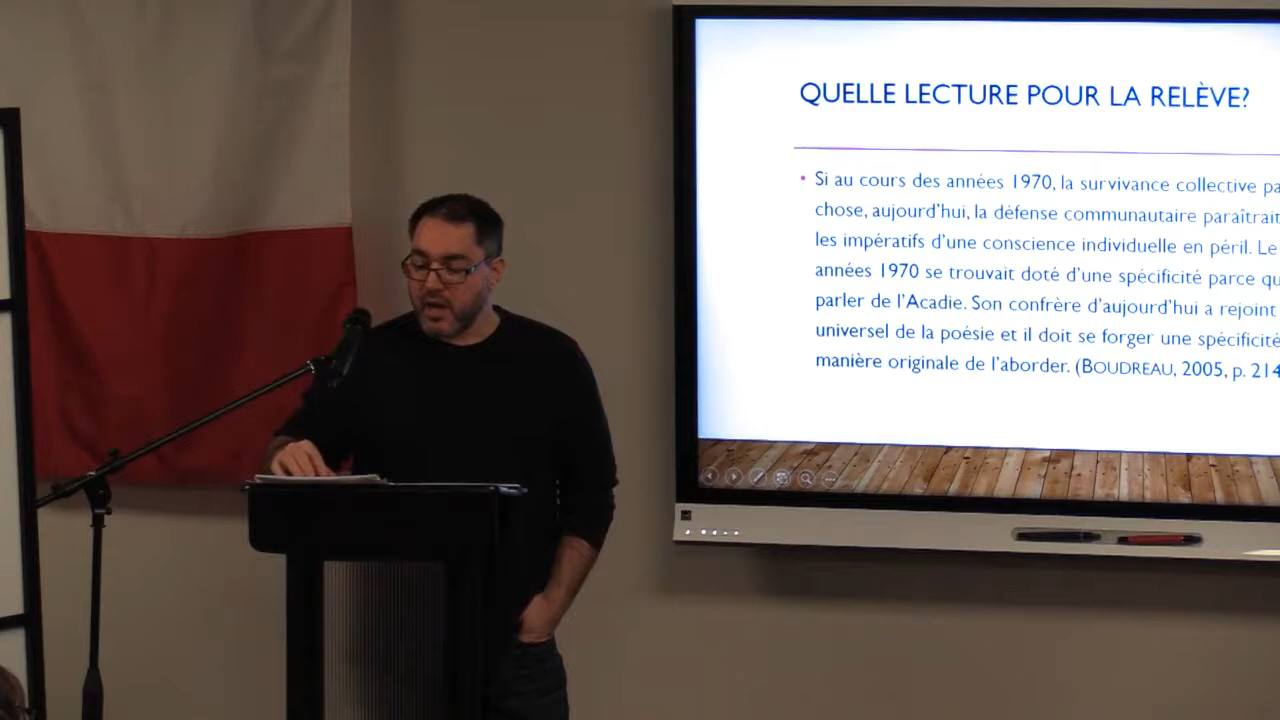 QUELLE LECTURE POUR LA RELÈVE?
• Si au cours des années 1970, la survivance collective
chose, aujourd'hui, la défense communautaire paraîtrait
les impératifs d'une conscience individuelle en péril. Le
années 1970 se trouvait doté d'une spécificité parce
parler de l'Acadie. Son confrère d'aujourd'hui a rejoint
universel de la poésie et il doit se forger une spécificité
manière originale de l'aborder. (BOUDREAU, 2005, p. 214